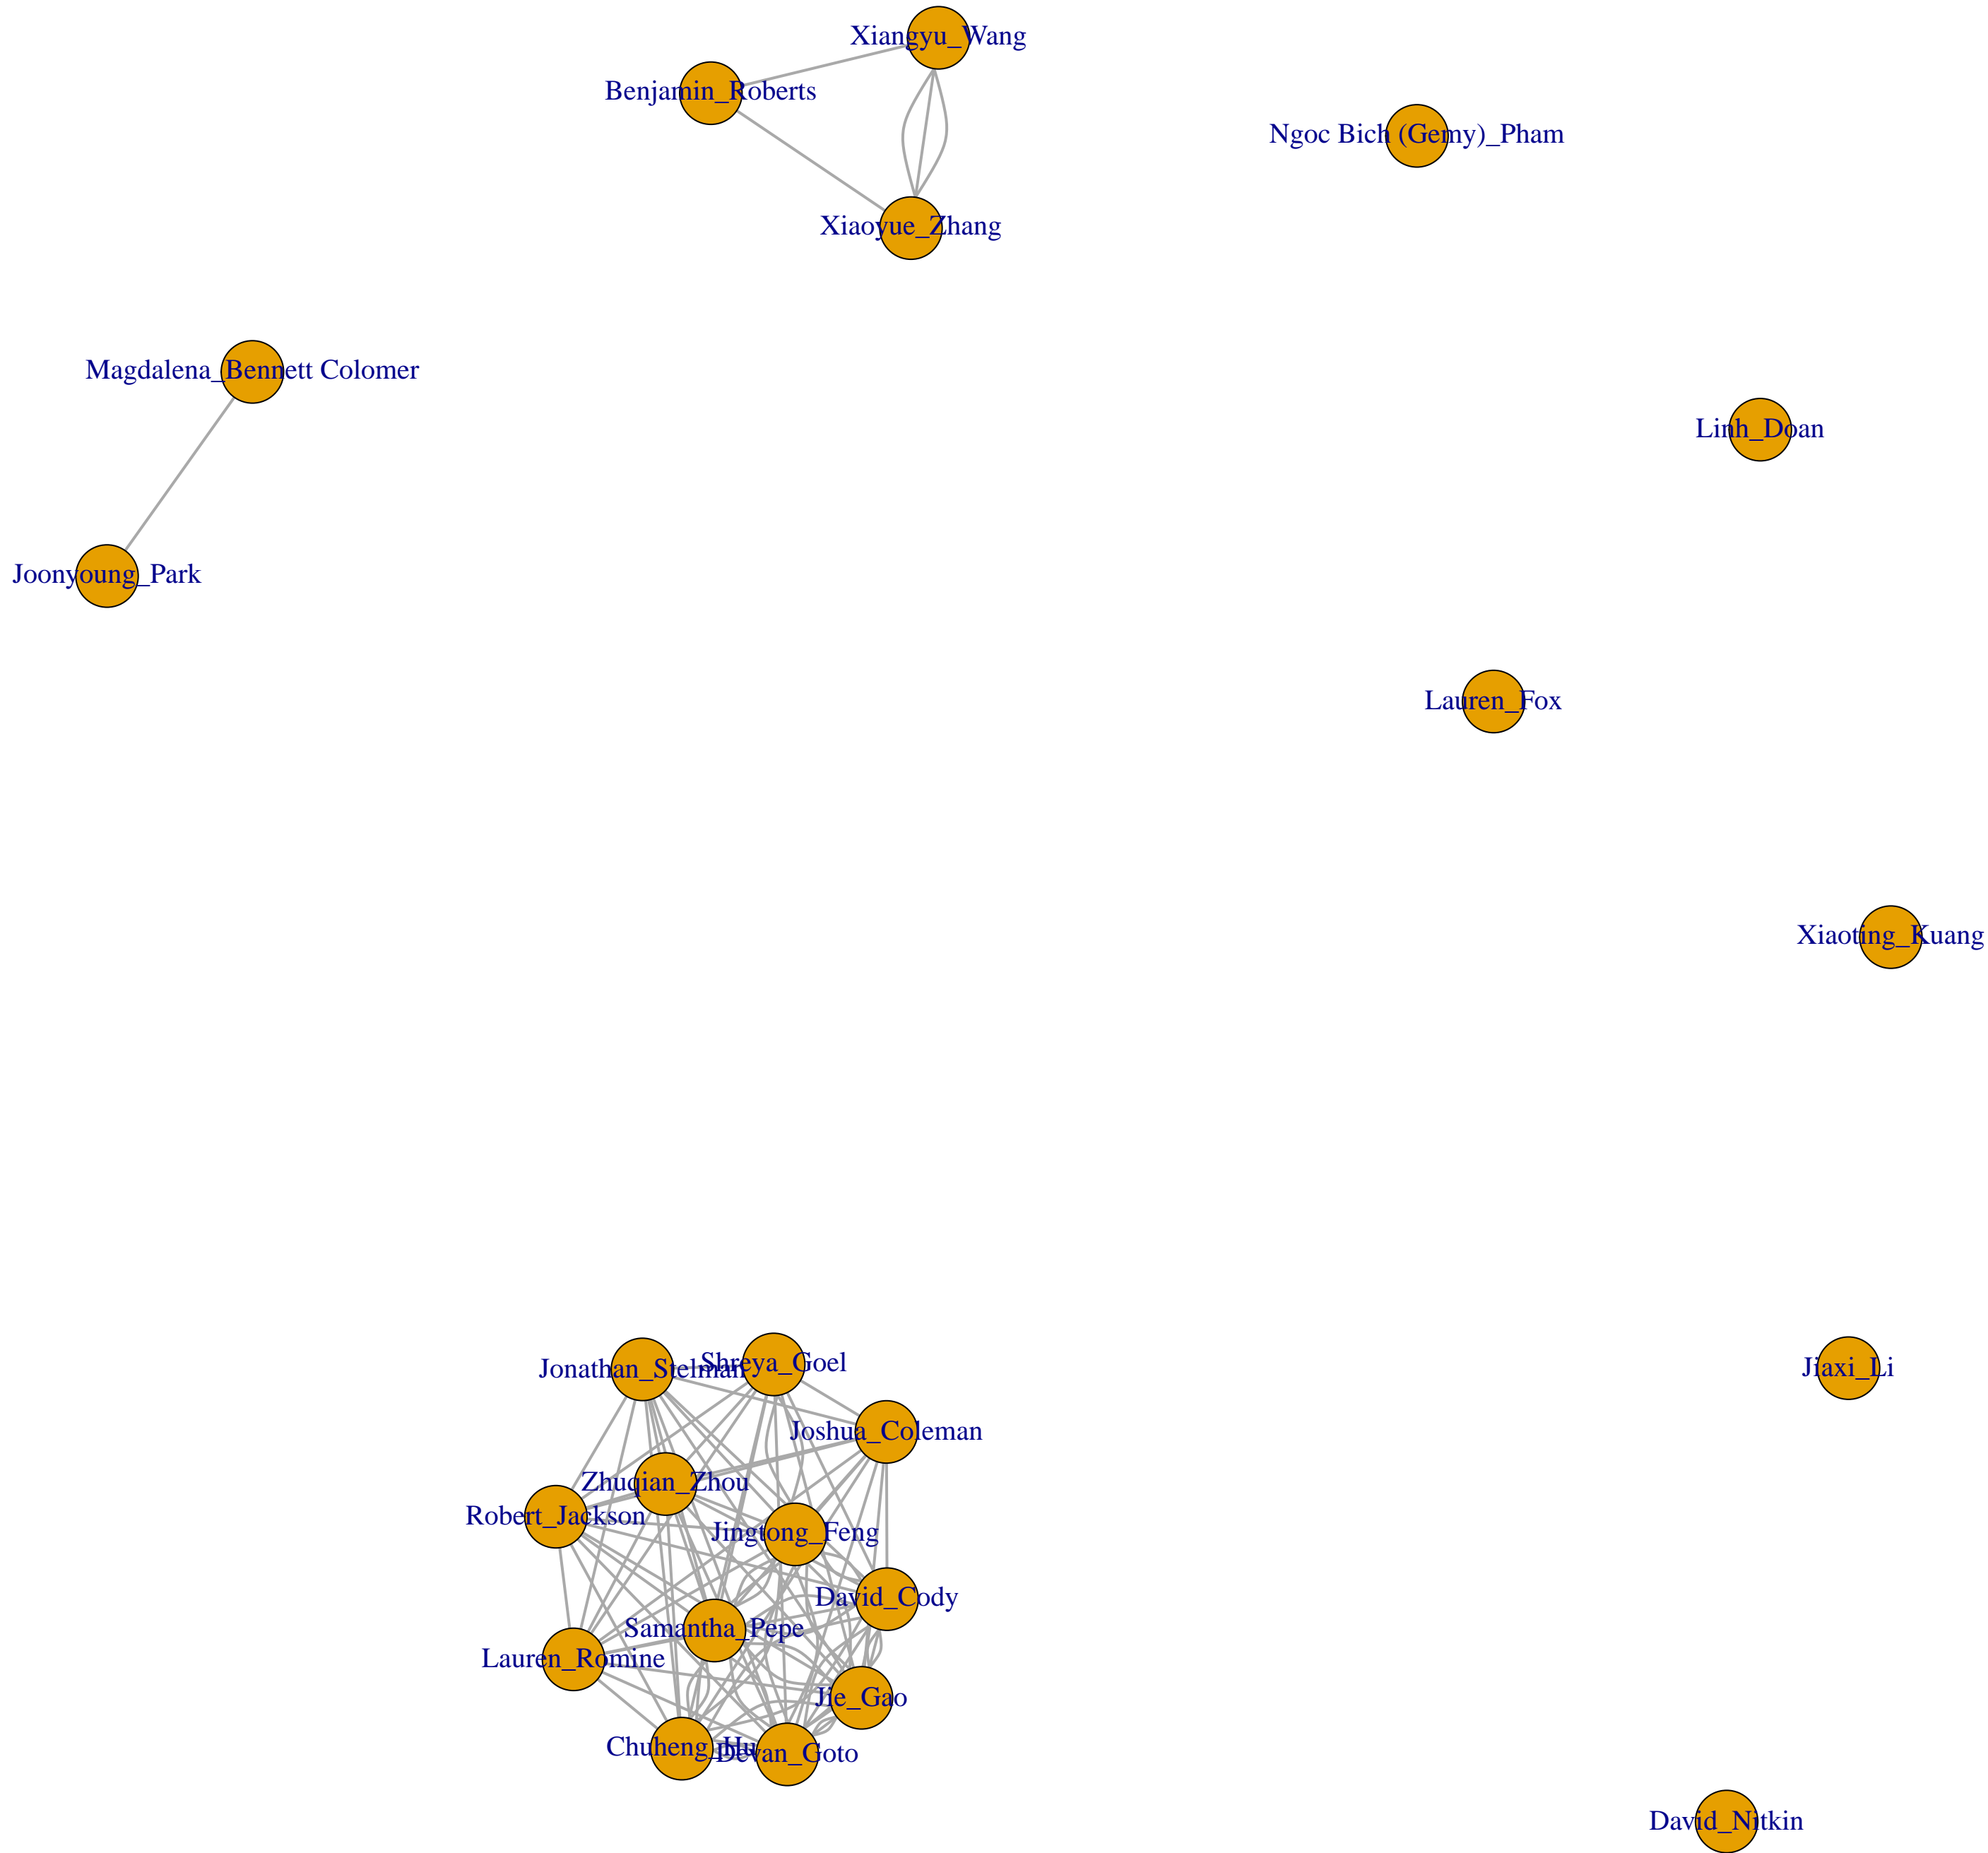 Xiangyu_Wang
Benjamin_Roberts
Ngoc Bich (Gemy)_Pham
Xiaoyue_Zhang
Magdalena_Bennett Colomer
Linh_Doan
Joonyoung_Park
Lauren_Fox
Xiaoting_Kuang
Jonathan_Stelman
Shreya_Goel
Jiaxi_Li
Joshua_Coleman
Zhuqian_Zhou
Robert_Jackson
Jingtong_Feng
David_Cody
Samantha_Pepe
Lauren_Romine
Jie_Gao
Chuheng_Hu
Devan_Goto
David_Nitkin